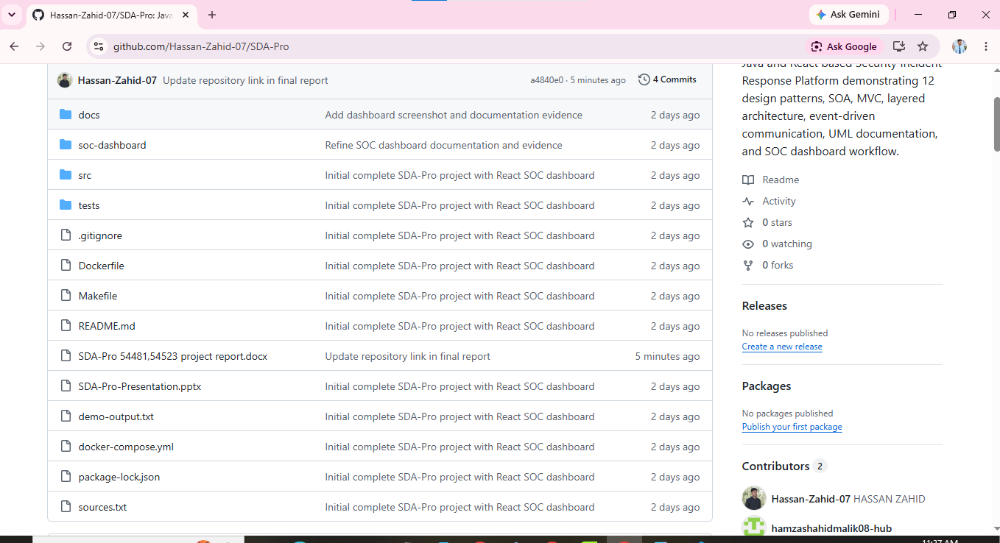 Hassan-Zahid-07/SDA-Pro: Java
Ask Gemini
github.com/Hassan-Zahid-07/SDA-Pro
Ask Google
Hassan-Zahid-07 Update repository link in final report a4840e0 · 5 minutes ago 4 Commits
docs Add dashboard screenshot and documentation evidence 2 days ago
soc-dashboard Refine SOC dashboard documentation and evidence 2 days ago
src Initial complete SDA-Pro project with React SOC dashboard 2 days ago
tests Initial complete SDA-Pro project with React SOC dashboard 2 days ago
.gitignore Initial complete SDA-Pro project with React SOC dashboard 2 days ago
Dockerfile Initial complete SDA-Pro project with React SOC dashboard 2 days ago
Makefile Initial complete SDA-Pro project with React SOC dashboard 2 days ago
README.md Initial complete SDA-Pro project with React SOC dashboard 2 days ago
SDA-Pro 54481,54523 project report.docx Update repository link in final report 5 minutes ago
SDA-Pro-Presentation.pptx Initial complete SDA-Pro project with React SOC dashboard 2 days ago
demo-output.txt Initial complete SDA-Pro project with React SOC dashboard 2 days ago
docker-compose.yml Initial complete SDA-Pro project with React SOC dashboard 2 days ago
package-lock.json Initial complete SDA-Pro project with React SOC dashboard 2 days ago
sources.txt Initial complete SDA-Pro project with React SOC dashboard 2 days ago
Java and React based Security Incident
Response Platform demonstrating 12
design patterns, SOA, MVC, layered
architecture, event-driven
communication, UML documentation,
and SOC dashboard workflow.
Readme
Activity
0 stars
0 watching
0 forks
Releases
No releases published
Create a new release
Packages
No packages published
Publish your first package
Contributors 2
Hassan-Zahid-07 HASSAN ZAHID
hamzashahidmalik08-hub
11:27 AM